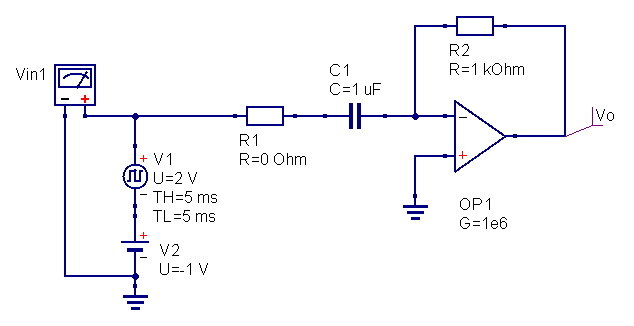 Vin1
C1
C=1 uF
R2
R=1 kOhm
Vo
R1
R=0 Ohm
V1
U=2 V
TH=5 ms
TL=5 ms
OP1
G=1e6
V2
U=-1 V